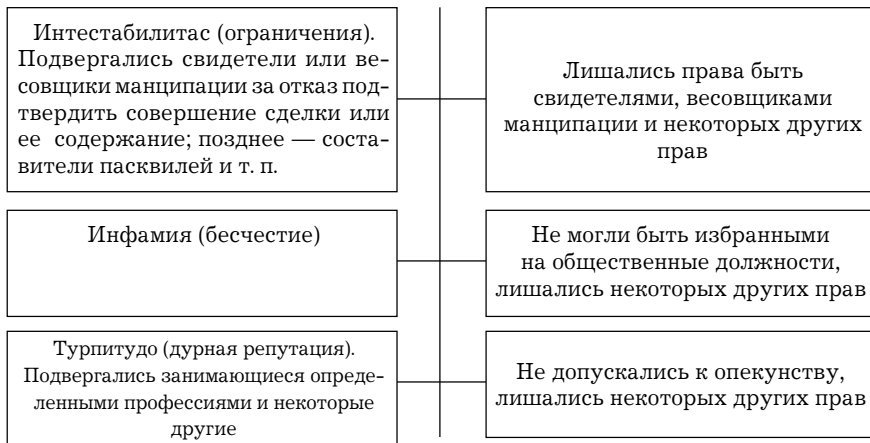 Интестабилитас (ограничения).
Подвергались свидетели или ве-
совщики манципации за отказ под-
твердить совершение сделки или
ее содержание; позднее — соста-
вители пасквилей и т. п.
Лишались права быть
свидетелями, весовщиками
манципации и некоторых других
прав
Инфамия (бесчестие)
Не могли быть избранными
на общественные должности,
лишались некоторых других прав
Турпитудо (дурная репутация).
Подвергались занимающиеся опреде-
ленными профессиями и некоторые
другие
Не допускались к опекунству,
лишались некоторых других прав